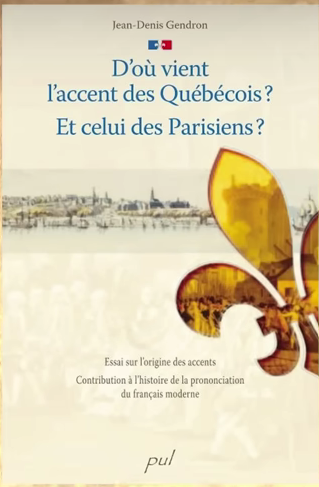 Jean-Denis Gendron
D'où vient
l'accent des Québécois ?
Et celui des Parisiens ?
Essai sur l'origine des accents
Contribution à l'histoire de la prononciation
du français moderne
pul